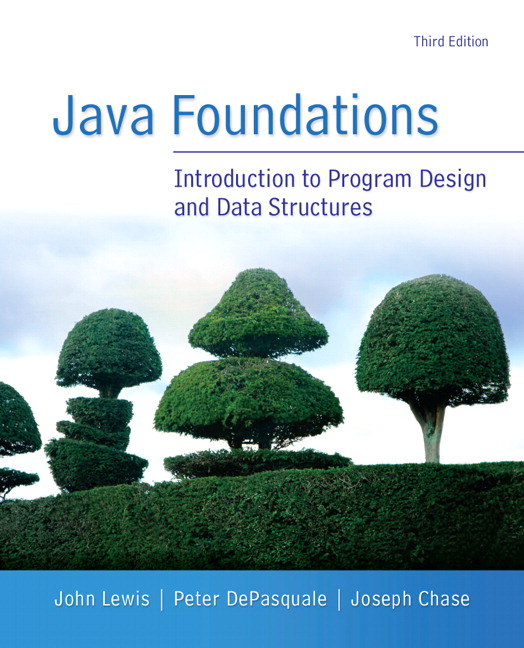 Third Edition
Java Foundations
Introduction to Program Design
and Data Structures
John Lewis | Peter DePasquale | Joseph Chase